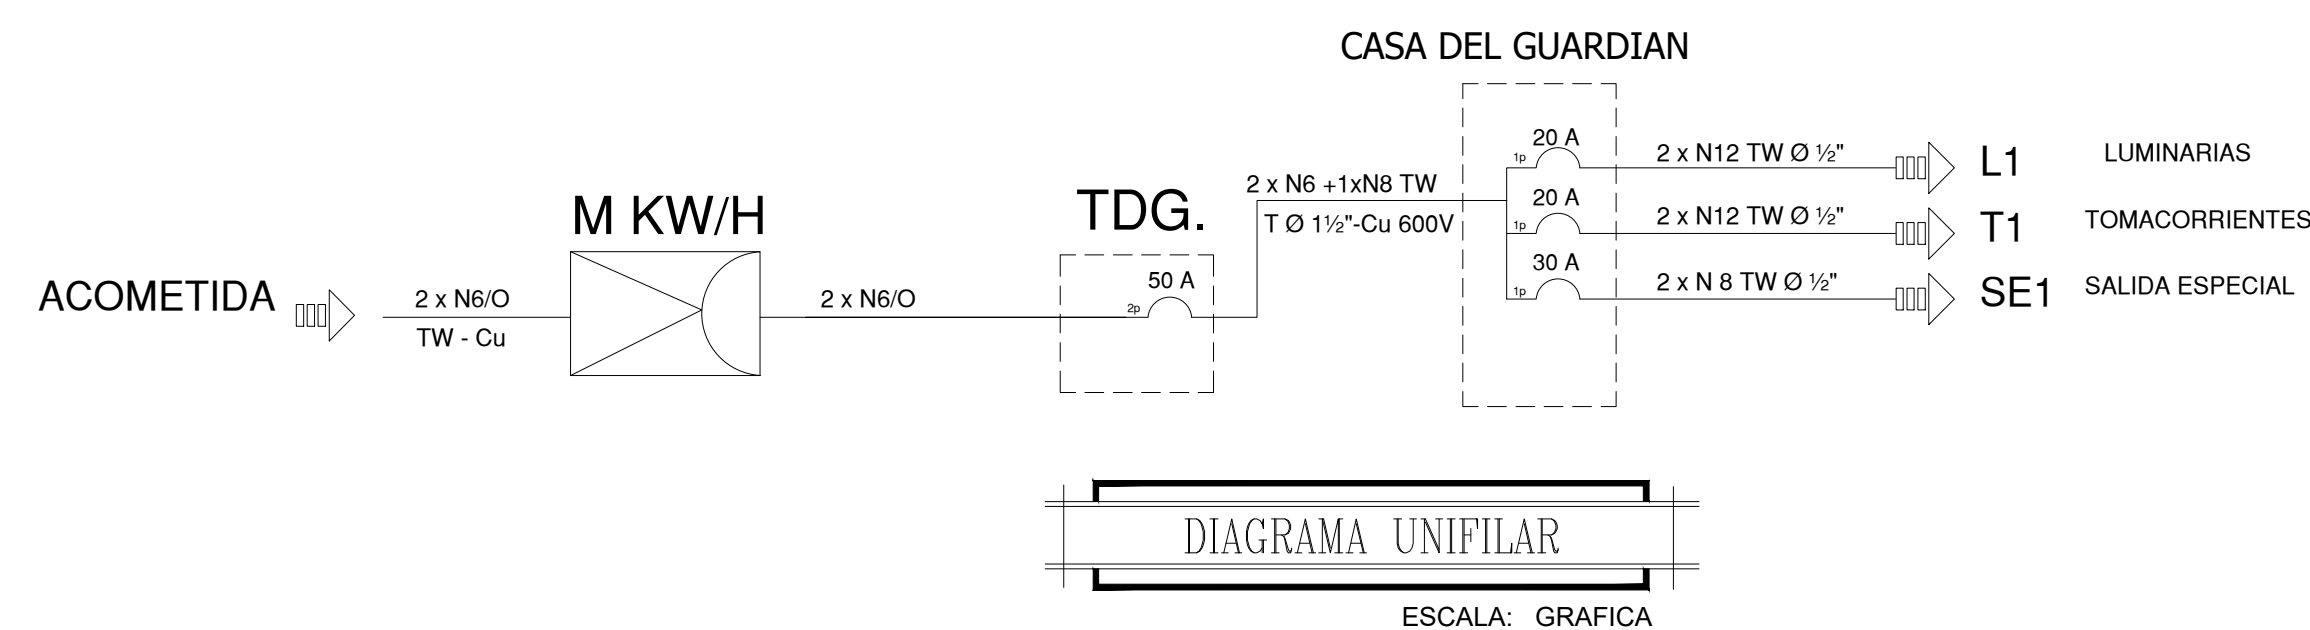 CASA DEL GUARDIAN
20 A
1p
2 x N12 TW Ø ½"
L1
LUMINARIAS
2 x N6 +1xN8 TW
T Ø 1½"-Cu 600V
20 A
1p
2 x N12 TW Ø ½"
T1
TOMACORRIENTES
30 A
1p
2 x N 8 TW Ø ½"
SE1
SALIDA ESPECIAL
M KW/H
TDG.
50 A
2p
ACOMETIDA
2 x N6/O
TW - Cu
2 x N6/O
DIAGRAMA UNIFILAR
ESCALA: GRAFICA